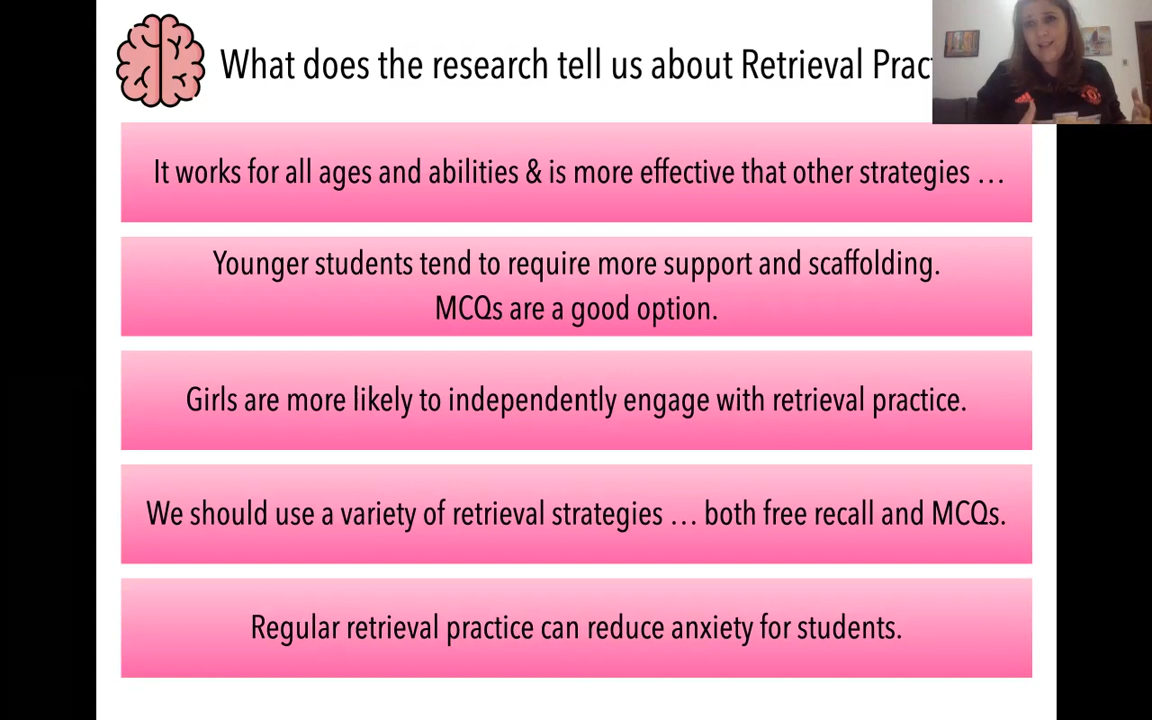 What does the research tell us about Retrieval
It works for all ages and abilities & is more effective that other strategies …
Younger students tend to require more support and scaffolding.
MCQs are a good option.
Girls are more likely to independently engage with retrieval practice.
We should use a variety of retrieval strategies … both free recall and MCQs.
Regular retrieval practice can reduce anxiety for students.